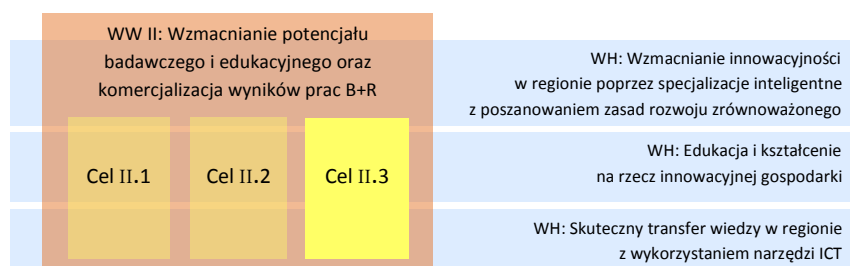 WW II: Wzmacnianie potencjału
badawczego i edukacyjnego oraz
komercjalizacja wyników prac B+R
Cel II.1
Cel II.2
Cel II.3
WH: Wzmacnianie innowacyjności
w regionie poprzez specjalizacje inteligentne
z poszanowaniem zasad rozwoju zrównoważonego
WH: Edukacja i kształcenie
na rzecz innowacyjnej gospodarki
WH: Skuteczny transfer wiedzy w regionie
z wykorzystaniem narzędzi ICT